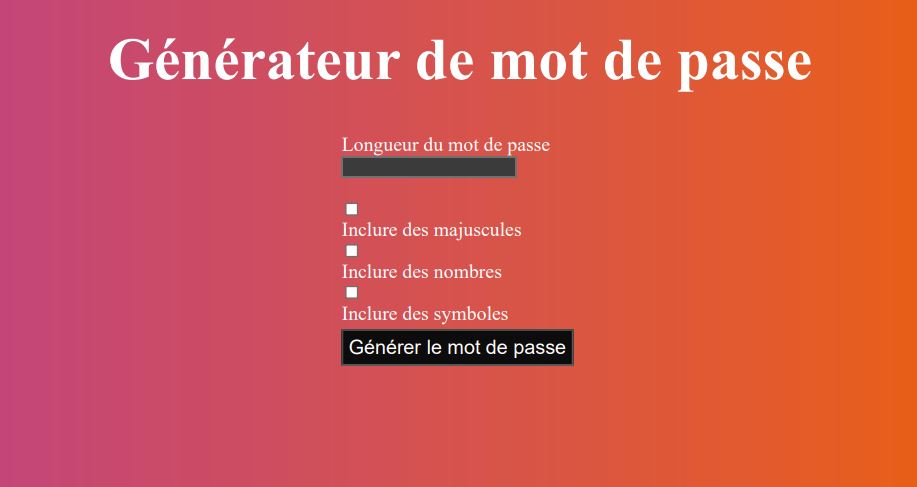 Générateur de mot de passe
Longueur du mot de passe
Inclure des majuscules
Inclure des nombres
Inclure des symboles
Générer le mot de passe